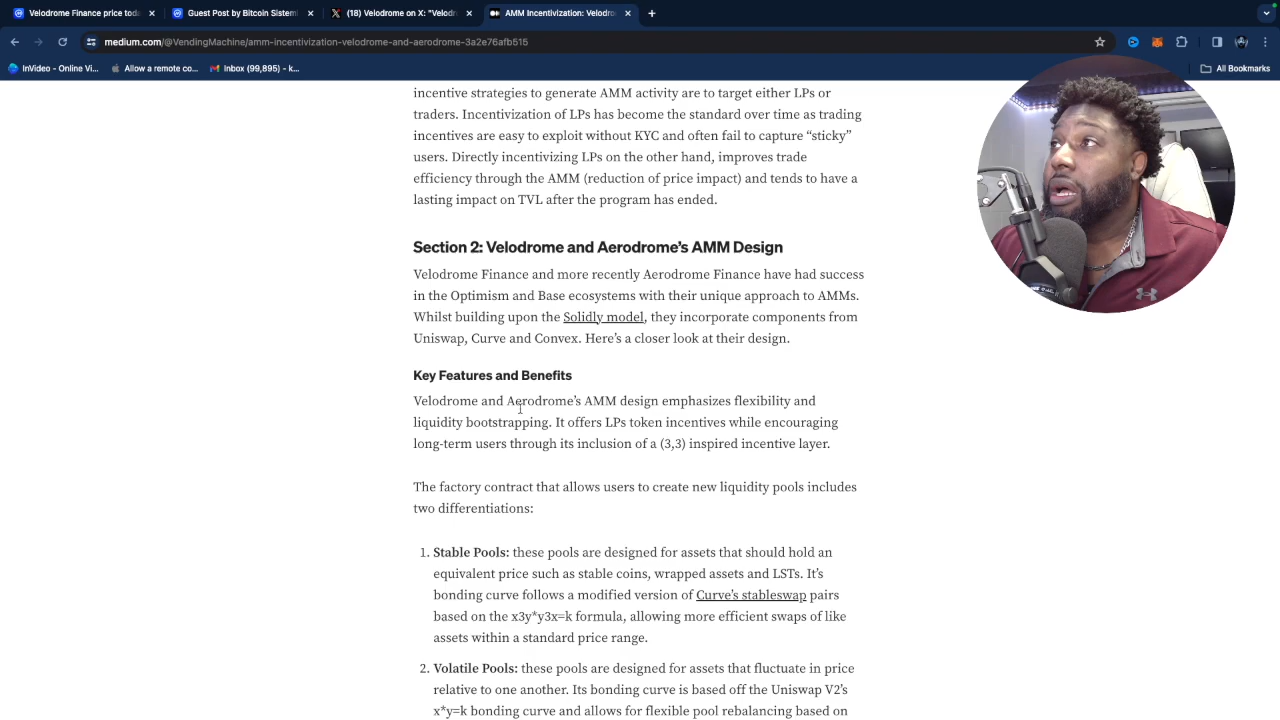 Velodrome Finance price toda
Guest Post by Bitcoin Sistemi
(18) Velodrome on X: "Velodr
AMM Incentivization: Velodro
medium.com/@VendingMachine/amm-incentivization-velodrome-and-aerodrome-3a2e76afb515
InVideo - Online Vi...
Allow a remote co...
Inbox (99,895) - k...
All Bookmarks
incentive strategies to generate AMM activity are to target either LPs or
traders. Incentivization of LPs has become the standard over time as trading
incentives are easy to exploit without KYC and often fail to capture “sticky”
users. Directly incentivizing LPs on the other hand, improves trade
efficiency through the AMM (reduction of price impact) and tends to have a
lasting impact on TVL after the program has ended.
Section 2: Velodrome and Aerodrome’s AMM Design
Velodrome Finance and more recently Aerodrome Finance have had success
in the Optimism and Base ecosystems with their unique approach to AMMs.
Whilst building upon the Solidly model, they incorporate components from
Uniswap, Curve and Convex. Here’s a closer look at their design.
Key Features and Benefits
Velodrome and Aerodrome’s AMM design emphasizes flexibility and
liquidity bootstrapping. It offers LPs token incentives while encouraging
long-term users through its inclusion of a (3,3) inspired incentive layer.
The factory contract that allows users to create new liquidity pools includes
two differentiations:
1. Stable Pools: these pools are designed for assets that should hold an
equivalent price such as stable coins, wrapped assets and LSTs. It’s
bonding curve follows a modified version of Curve’s stableswap pairs
based on the x3y*y3x=k formula, allowing more efficient swaps of like
assets within a standard price range.
2. Volatile Pools: these pools are designed for assets that fluctuate in price
relative to one another. Its bonding curve is based off the Uniswap V2’s
x*y=k bonding curve and allows for flexible pool rebalancing based on